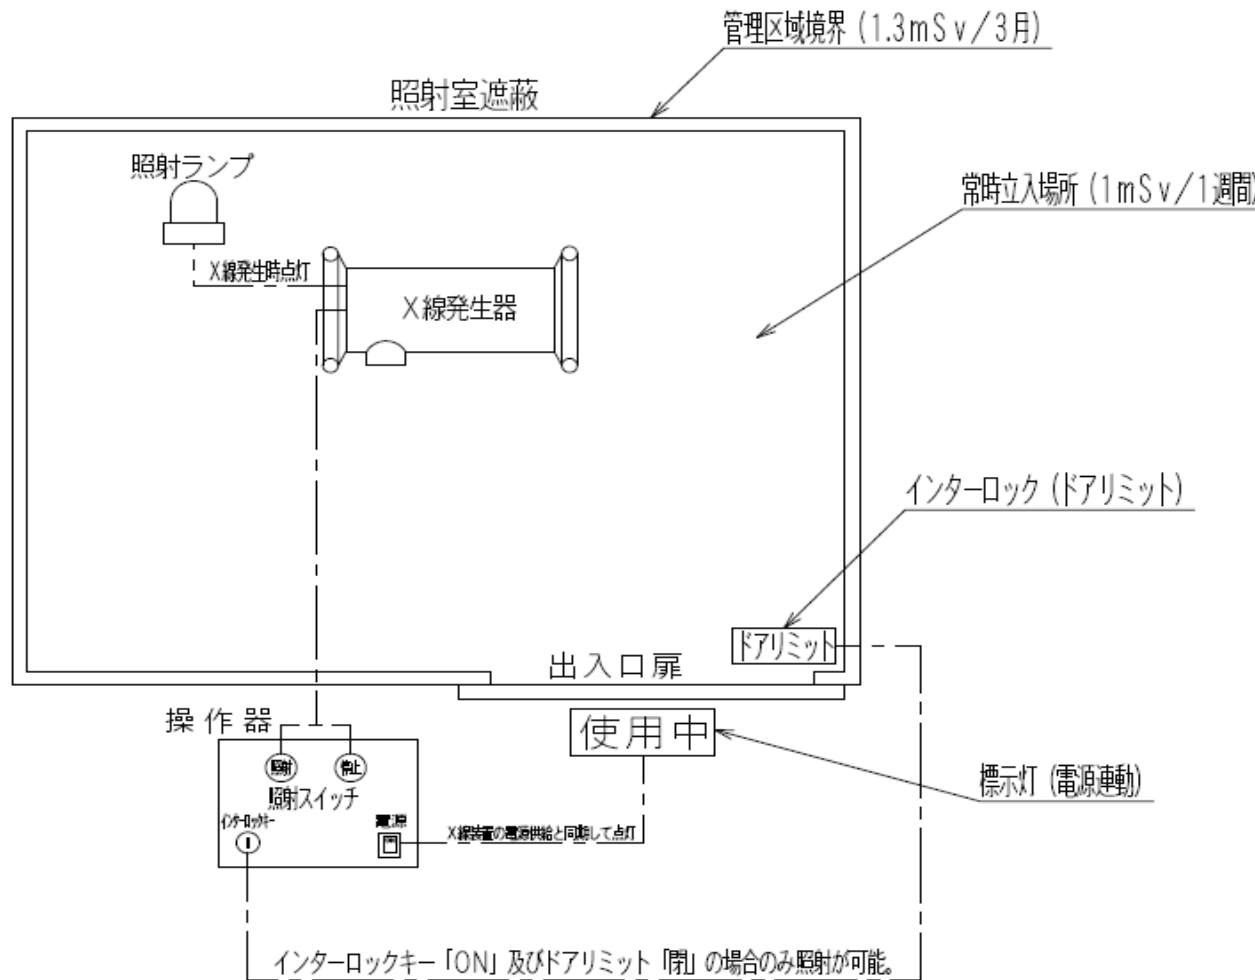 管理区域境界（1.3mSv／3月）
照射室遮蔽
照射ランプ
常時立入場所（1mSv／1週間）
X線発生時点灯
X線発生器
インターロック（ドアリミット）
ドアリミット
出入口扉
操作器
使用中
照射 停止
照射スイッチ
標示灯（電源連動）
インターロックキー
電源
X線装置の電源供給と同期して点灯
インターロックキー「ON」及びドアリミット「閉」の場合のみ照射が可能。